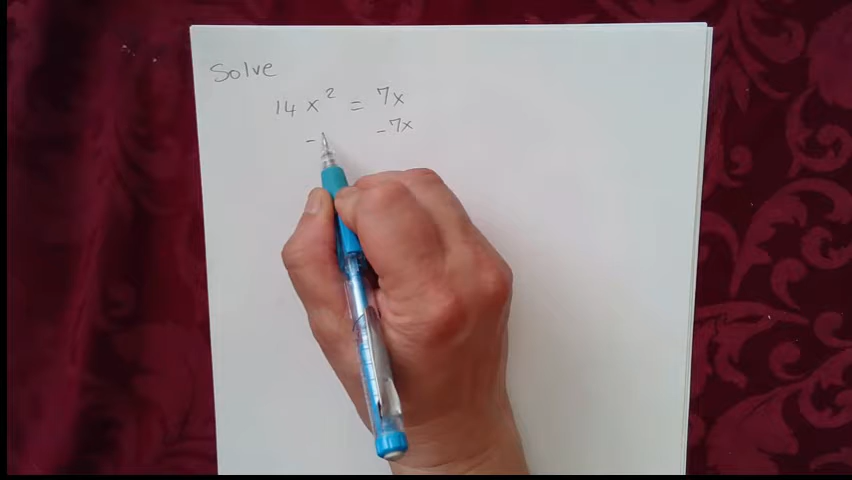 Solve
14x² = 7x
- -7x